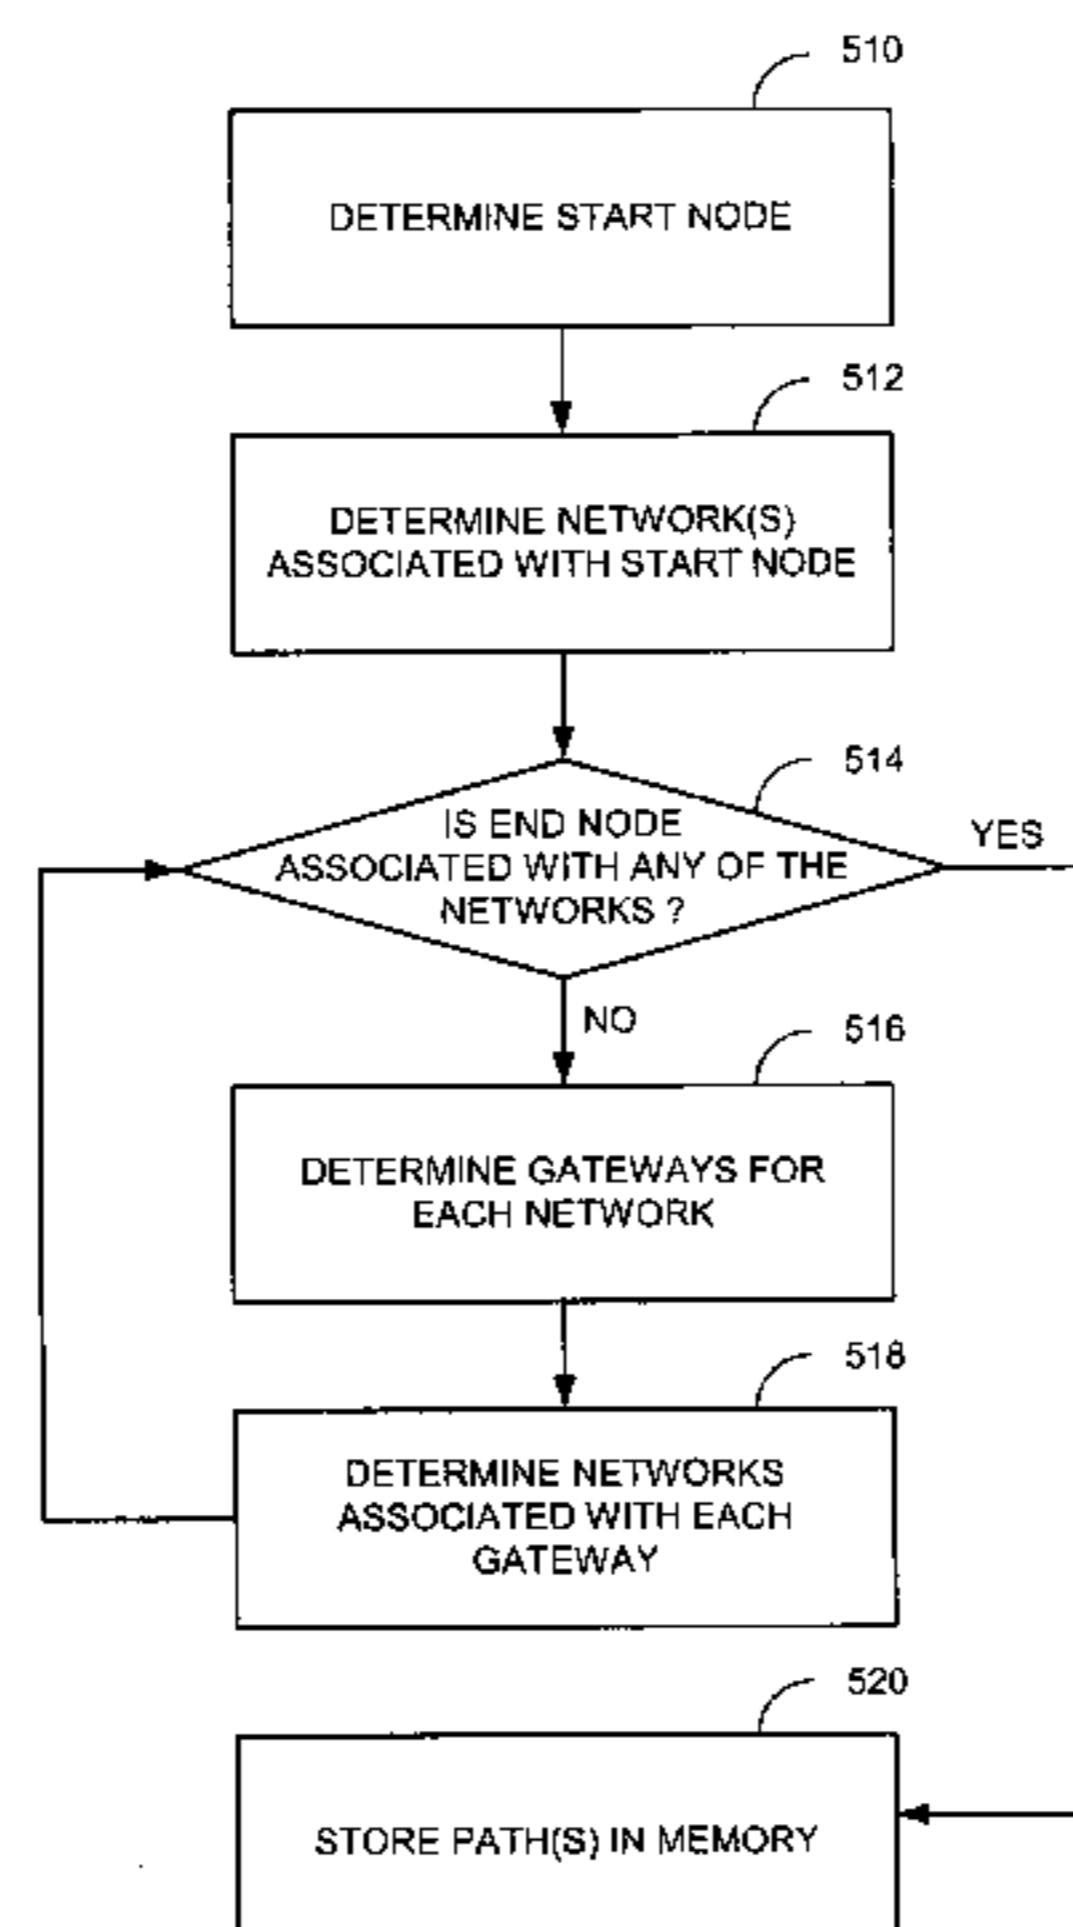 510
DETERMINE START NODE
512
DETERMINE NETWORK(S)
ASSOCIATED WITH START NODE
514
IS END NODE
ASSOCIATED WITH ANY OF THE
NETWORKS ?
YES
NO
516
DETERMINE GATEWAYS FOR
EACH NETWORK
518
DETERMINE NETWORKS
ASSOCIATED WITH EACH
GATEWAY
520
STORE PATH(S) IN MEMORY